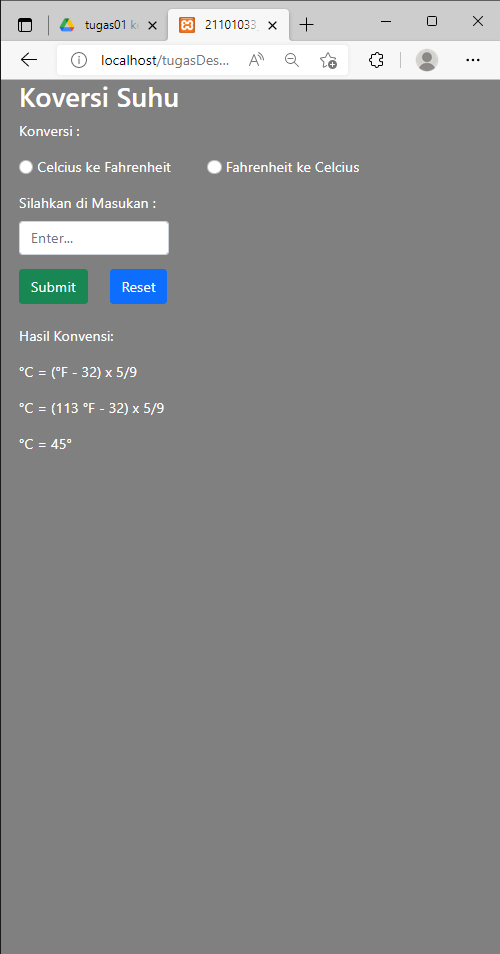 tugas01 k
21101033
localhost/tugasDes...
Koversi Suhu
Konversi :
Celcius ke Fahrenheit Fahrenheit ke Celcius
Silahkan di Masukan :
Enter...
Submit Reset
Hasil Konvensi:
°C = (°F - 32) x 5/9
°C = (113 °F - 32) x 5/9
°C = 45°